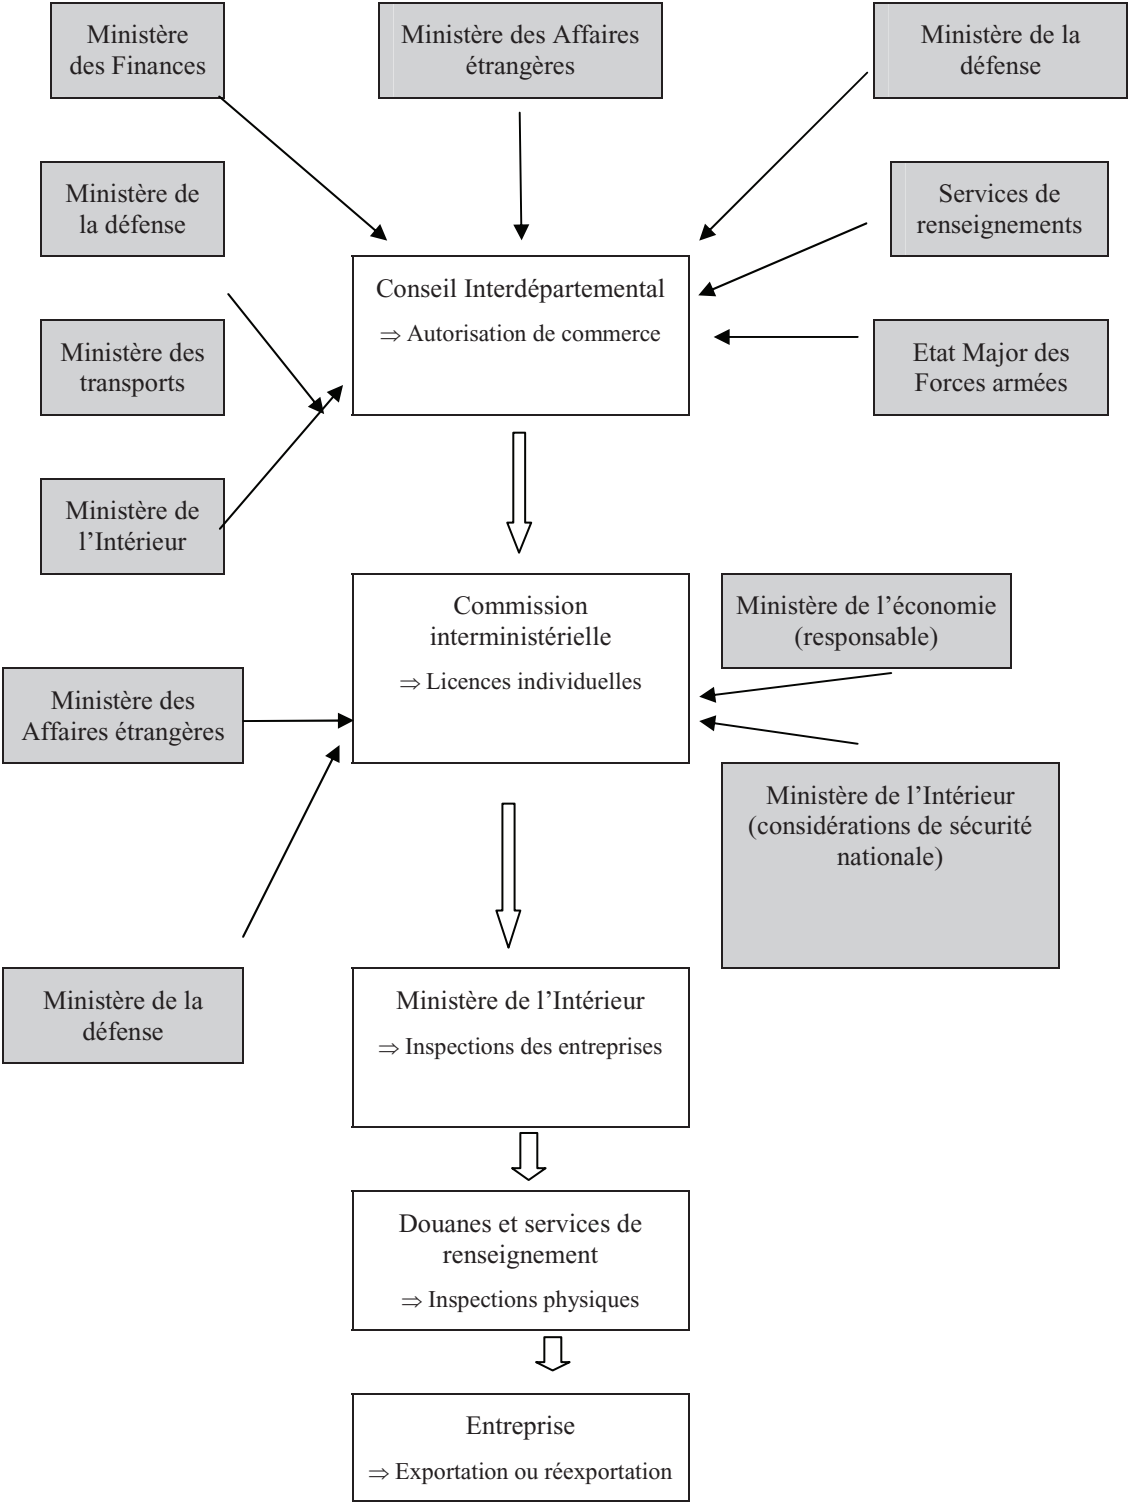 Ministère
des Finances
Ministère des Affaires
étrangères
Ministère de la
défense
Ministère de
la défense
Services de
renseignements
Conseil Interdépartemental
⇒ Autorisation de commerce
Ministère des
transports
Etat Major des
Forces armées
Ministère de
l’Intérieur
Commission
interministérielle
⇒ Licences individuelles
Ministère de l’économie
(responsable)
Ministère des
Affaires étrangères
Ministère de l’Intérieur
(considérations de sécurité
nationale)
Ministère de la
défense
Ministère de l’Intérieur
⇒ Inspections des entreprises
Douanes et services de
renseignement
⇒ Inspections physiques
Entreprise
⇒ Exportation ou réexportation